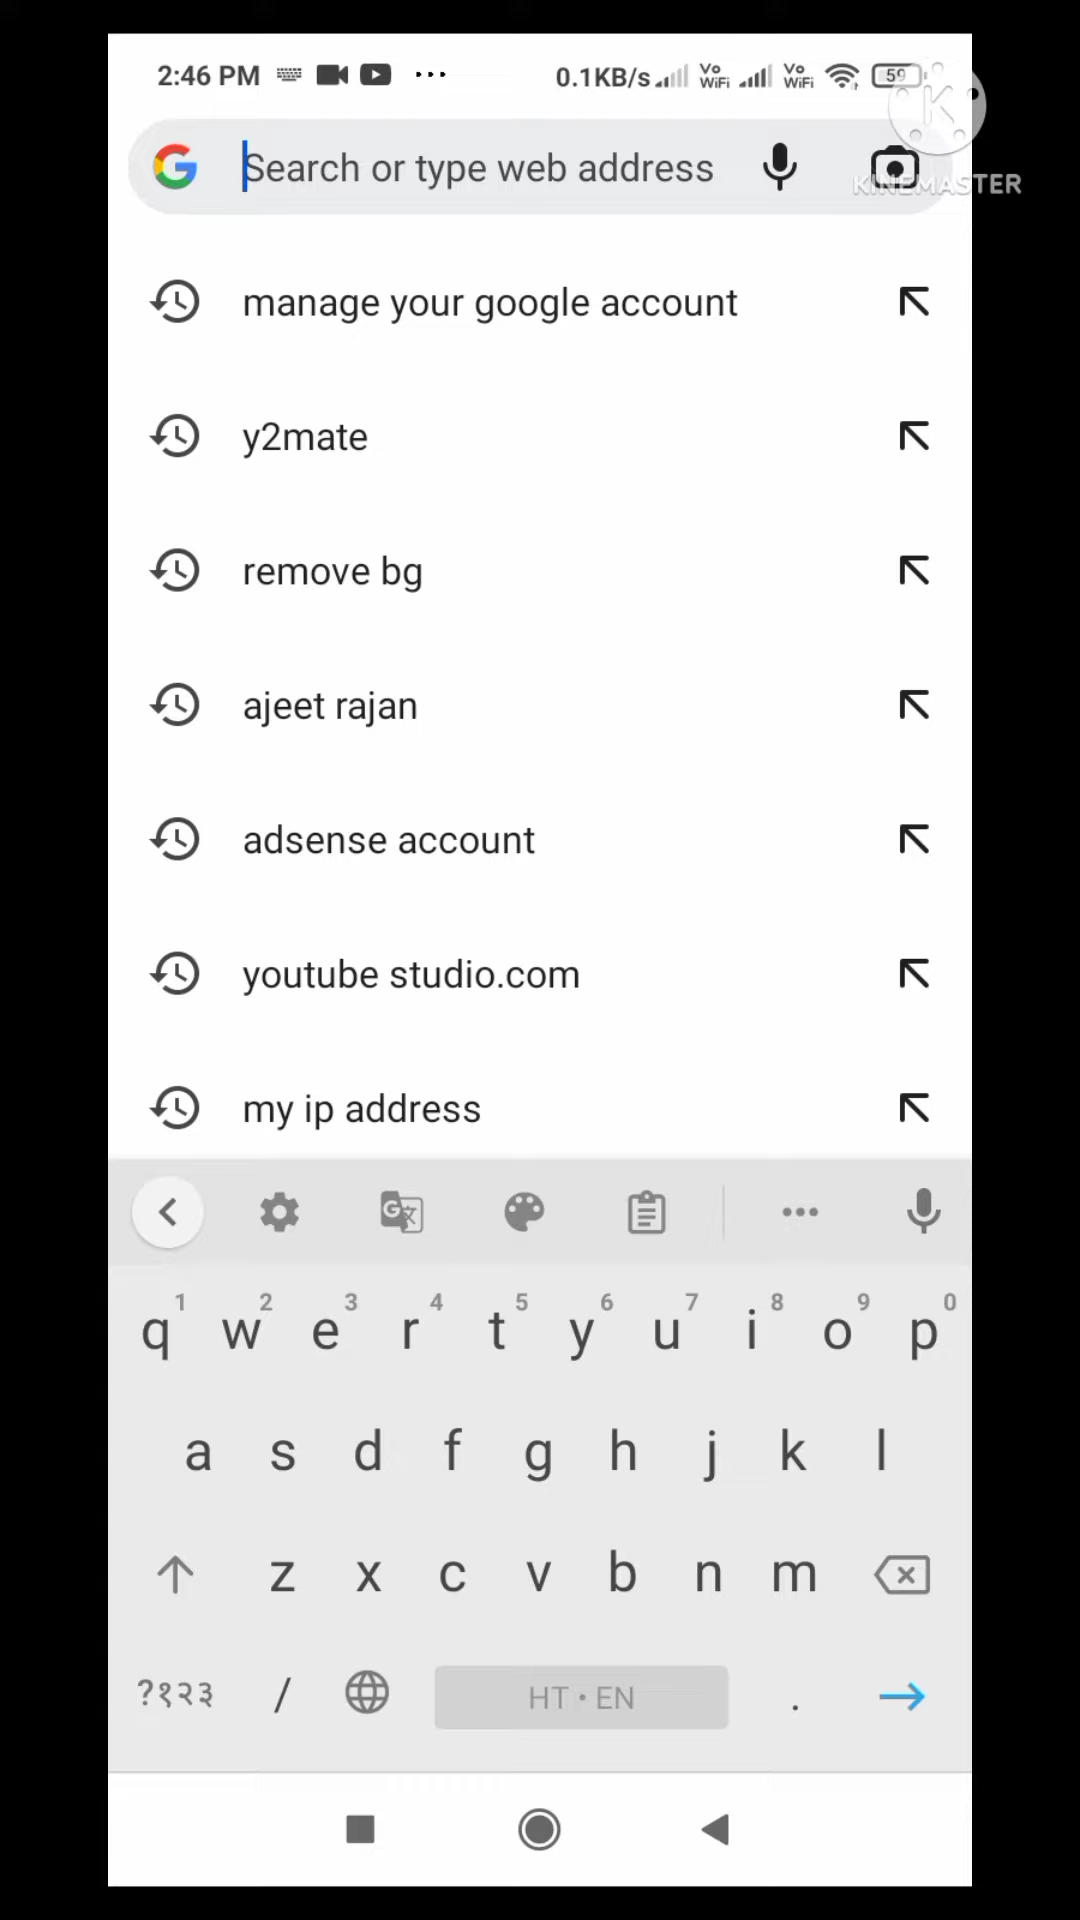 2:46 PM ... 0.1KB/s Vo WiFi Vo WiFi 59
K
KINEMASTER
G Search or type web address
manage your google account
y2mate
remove bg
ajeet rajan
adsense account
youtube studio.com
my ip address
G 文
q 1 w 2 e 3 r 4 t 5 y 6 u 7 i 8 o 9 p 0
a s d f g h j k l
z x c v b n m
?१२३ / HT • EN .